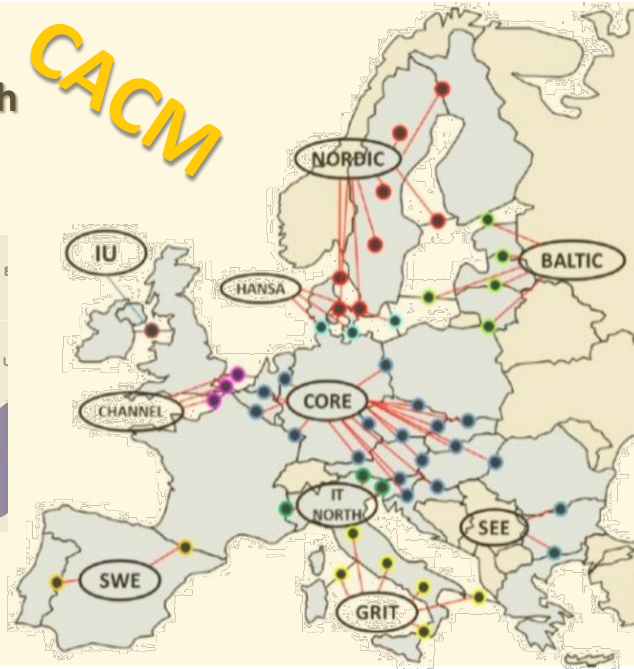 CACM
h
NORDIC
IU
BALTIC
HANSA
CORE
CHANNEL
IT
NORTH
SEE
SWE
GRIT